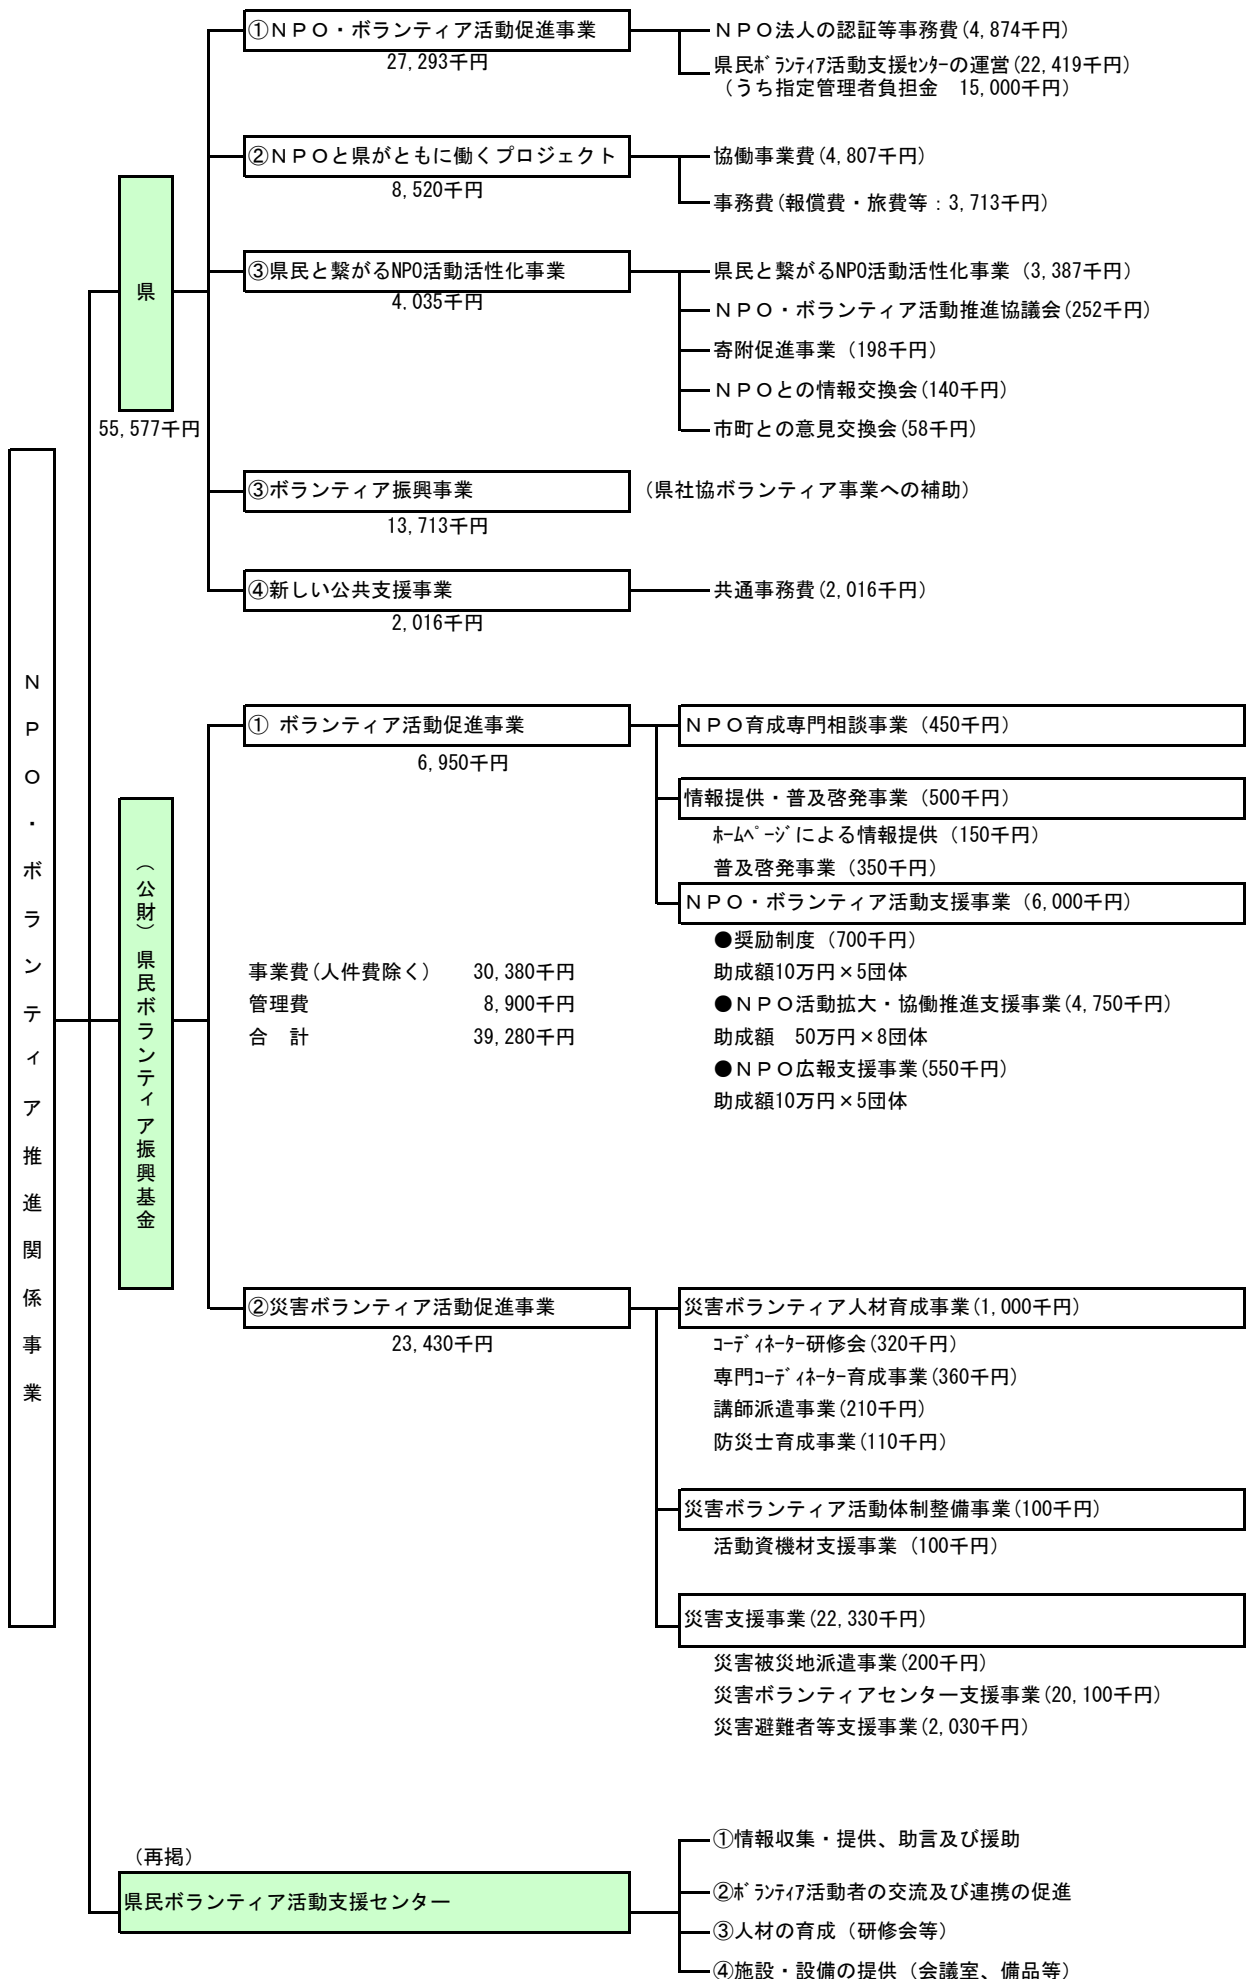 NPO・ボランティア推進関係事業
県
55,577千円
①NPO・ボランティア活動促進事業
27,293千円
NPO法人の認証等事務費(4,874千円)
県民ボランティア活動支援センターの運営(22,419千円)
(うち指定管理者負担金 15,000千円)
②NPOと県がともに働くプロジェクト
8,520千円
協働事業費(4,807千円)
事務費(報償費・旅費等:3,713千円)
③県民と繋がるNPO活動活性化事業
4,035千円
県民と繋がるNPO活動活性化事業(3,387千円)
NPO・ボランティア活動推進協議会(252千円)
寄附促進事業(198千円)
NPOとの情報交換会(140千円)
市町との意見交換会(58千円)
③ボランティア振興事業
13,713千円
(県社協ボランティア事業への補助)
④新しい公共支援事業
2,016千円
共通事務費(2,016千円)
(公財)県民ボランティア振興基金
① ボランティア活動促進事業
6,950千円
NPO育成専門相談事業(450千円)
情報提供・普及啓発事業(500千円)
ホームページによる情報提供(150千円)
普及啓発事業(350千円)
NPO・ボランティア活動支援事業(6,000千円)
●奨励制度(700千円)
助成額10万円×5団体
●NPO活動拡大・協働推進支援事業(4,750千円)
助成額 50万円×8団体
●NPO広報支援事業(550千円)
助成額10万円×5団体
事業費(人件費除く) 30,380千円
管理費 8,900千円
合 計 39,280千円
②災害ボランティア活動促進事業
23,430千円
災害ボランティア人材育成事業(1,000千円)
コーディネーター研修会(320千円)
専門コーディネーター育成事業(360千円)
講師派遣事業(210千円)
防災士育成事業(110千円)
災害ボランティア活動体制整備事業(100千円)
活動資機材支援事業(100千円)
災害支援事業(22,330千円)
災害被災地派遣事業(200千円)
災害ボランティアセンター支援事業(20,100千円)
災害避難者等支援事業(2,030千円)
(再掲)
県民ボランティア活動支援センター
①情報収集・提供、助言及び援助
②ボランティア活動者の交流及び連携の促進
③人材の育成(研修会等)
④施設・設備の提供(会議室、備品等)